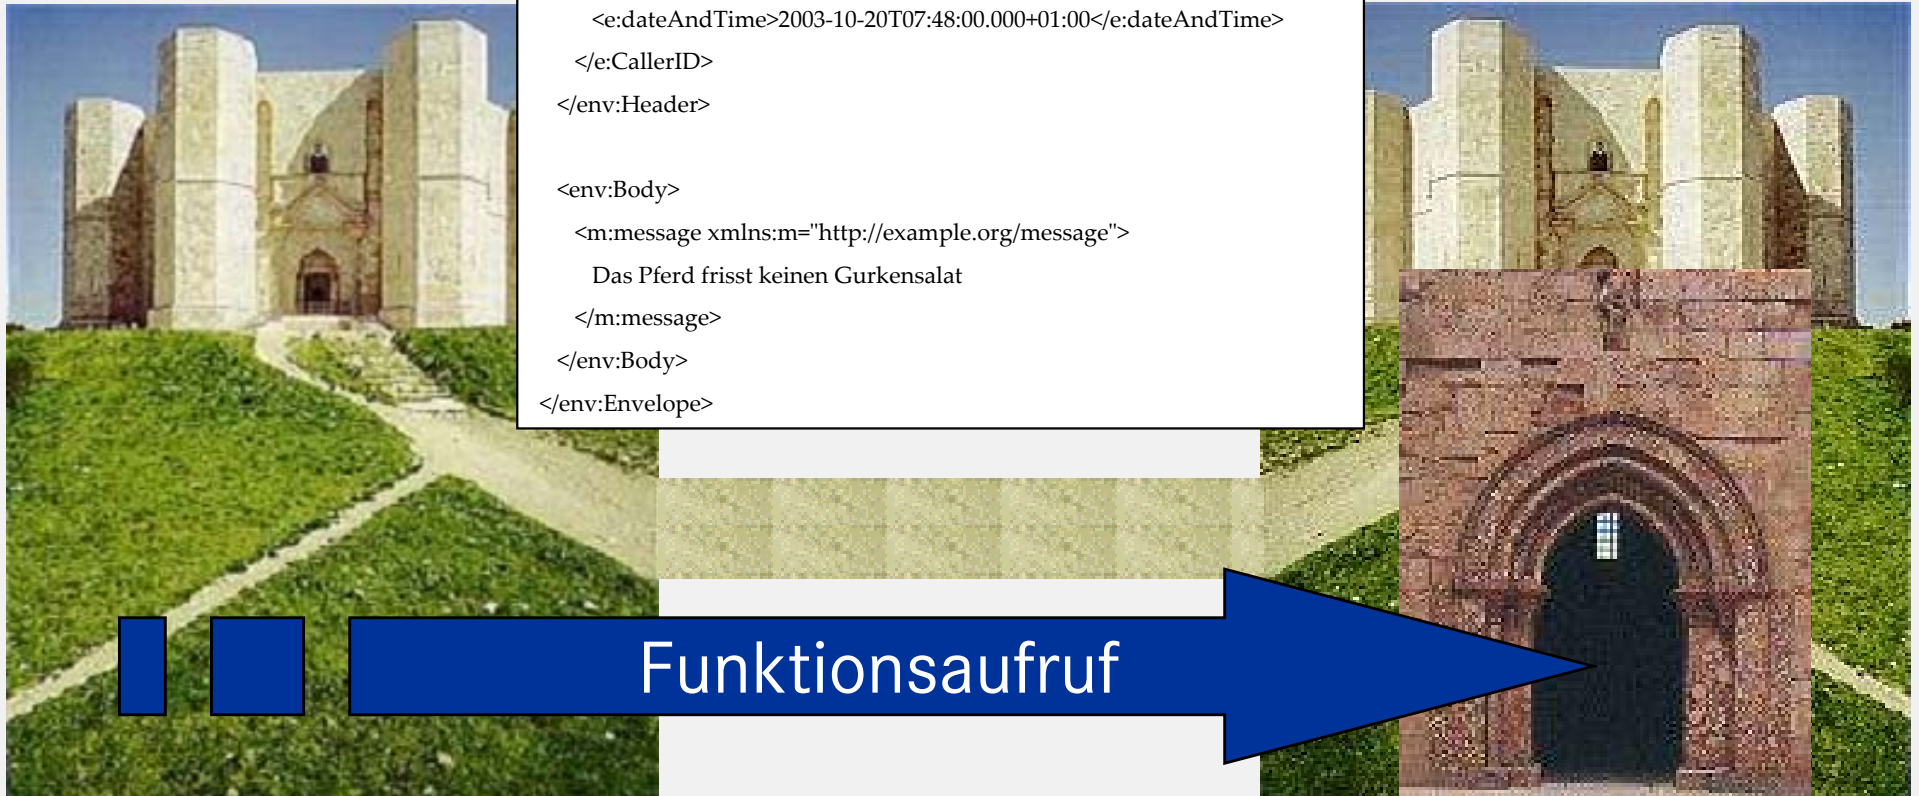 <e:dateAndTime>2003-10-20T07:48:00.000+01:00</e:dateAndTime>
</e:CallerID>
</env:Header>
<env:Body>
<m:message xmlns:m="http://example.org/message">
Das Pferd frisst keinen Gurkensalat
</m:message>
</env:Body>
</env:Envelope>
Funktionsaufruf